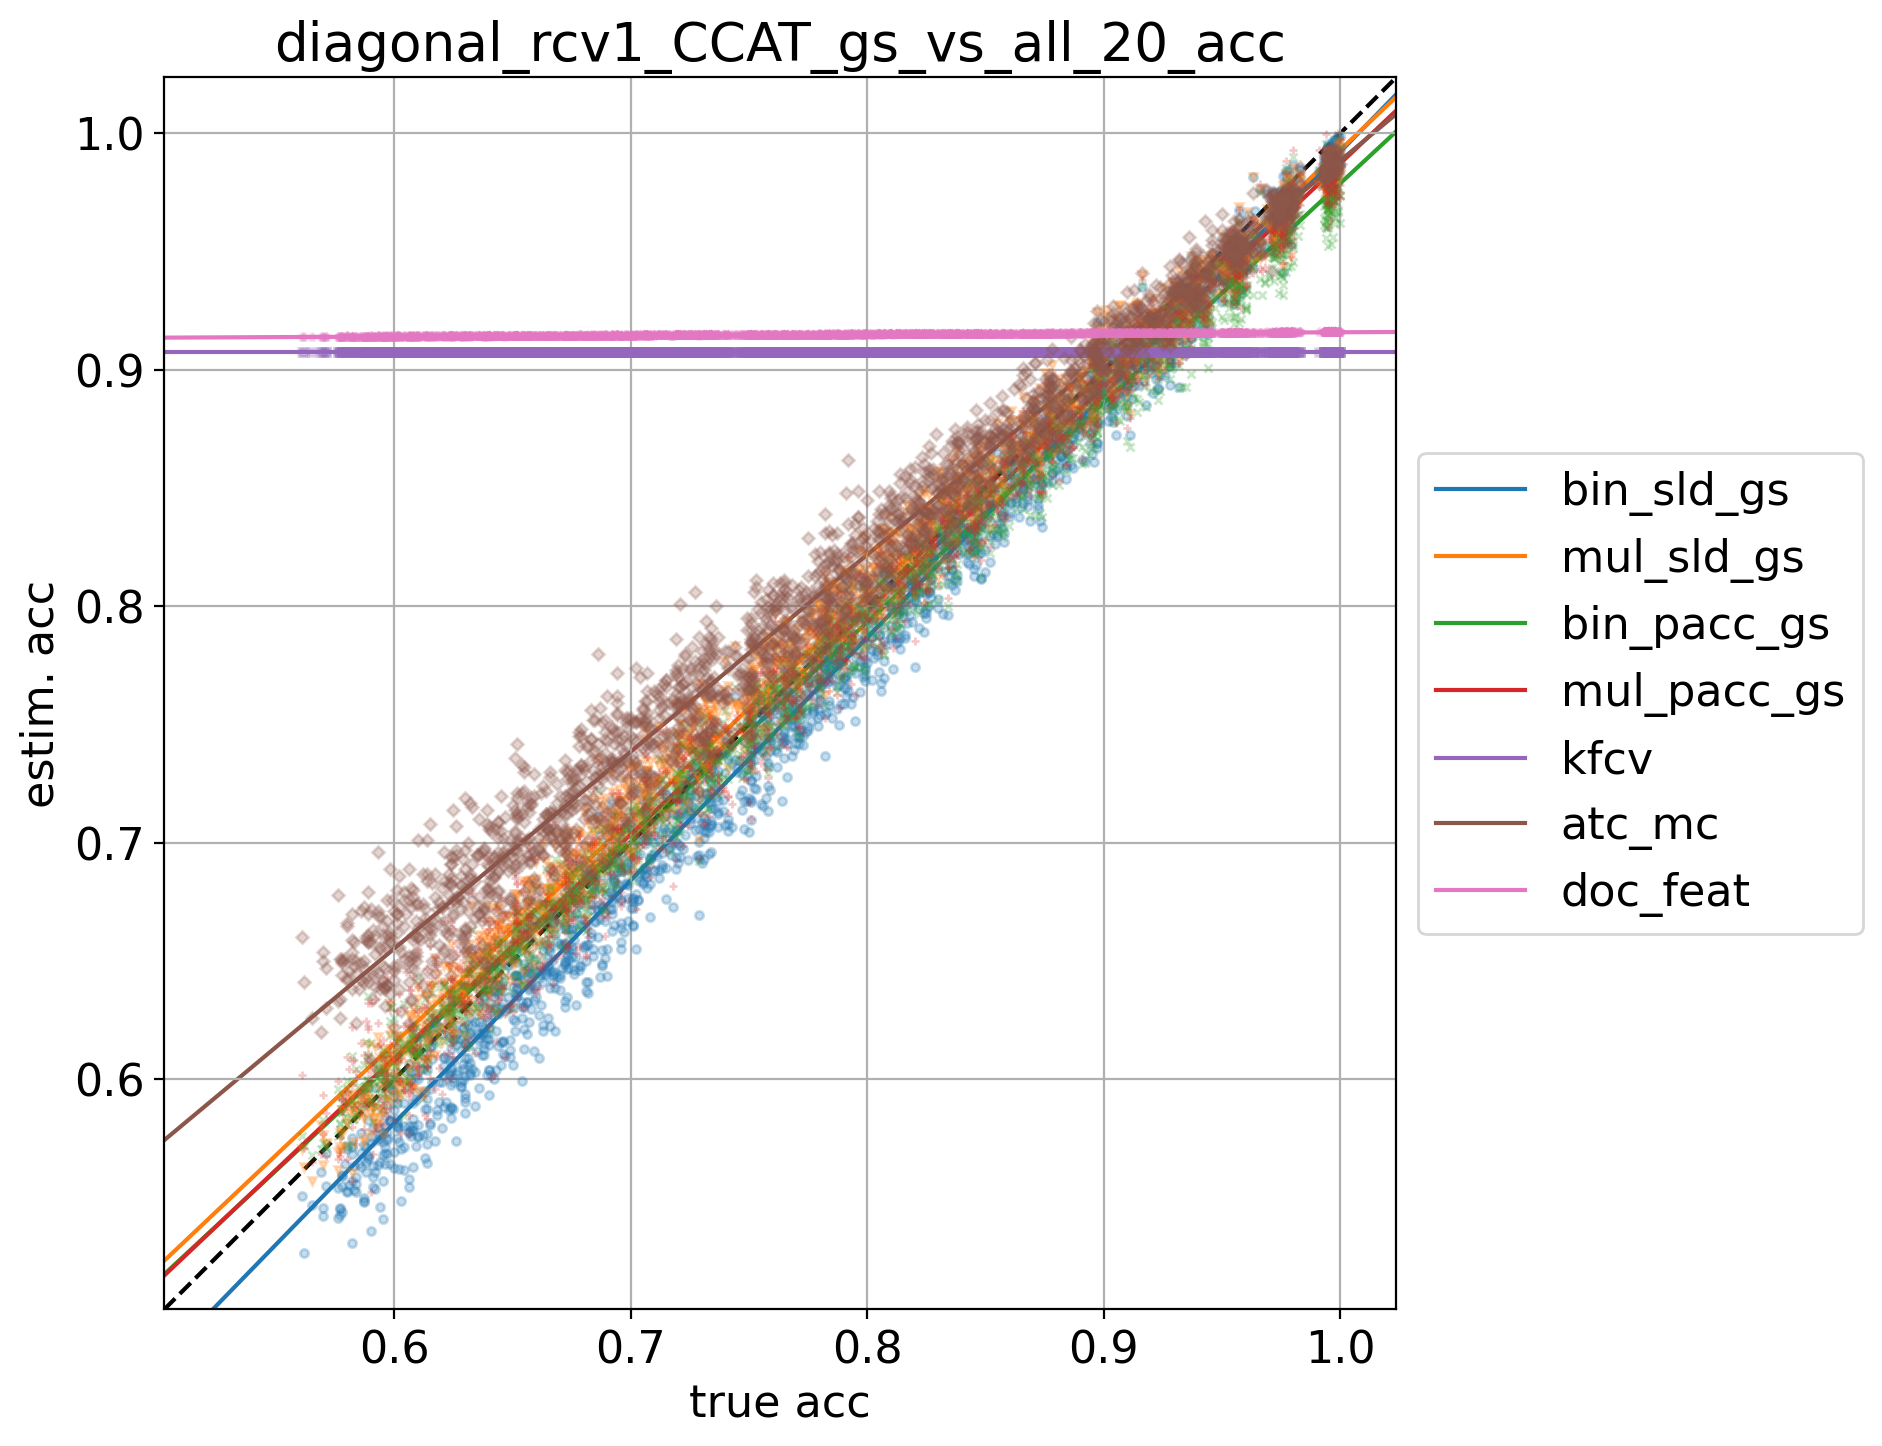 diagonal_rcv1_CCAT_gs_vs_all_20_acc
1.0
0.9
0.8
0.7
0.6
estim. acc
0.6 0.7 0.8 0.9 1.0
true acc
bin_sld_gs
mul_sld_gs
bin_pacc_gs
mul_pacc_gs
kfcv
atc_mc
doc_feat